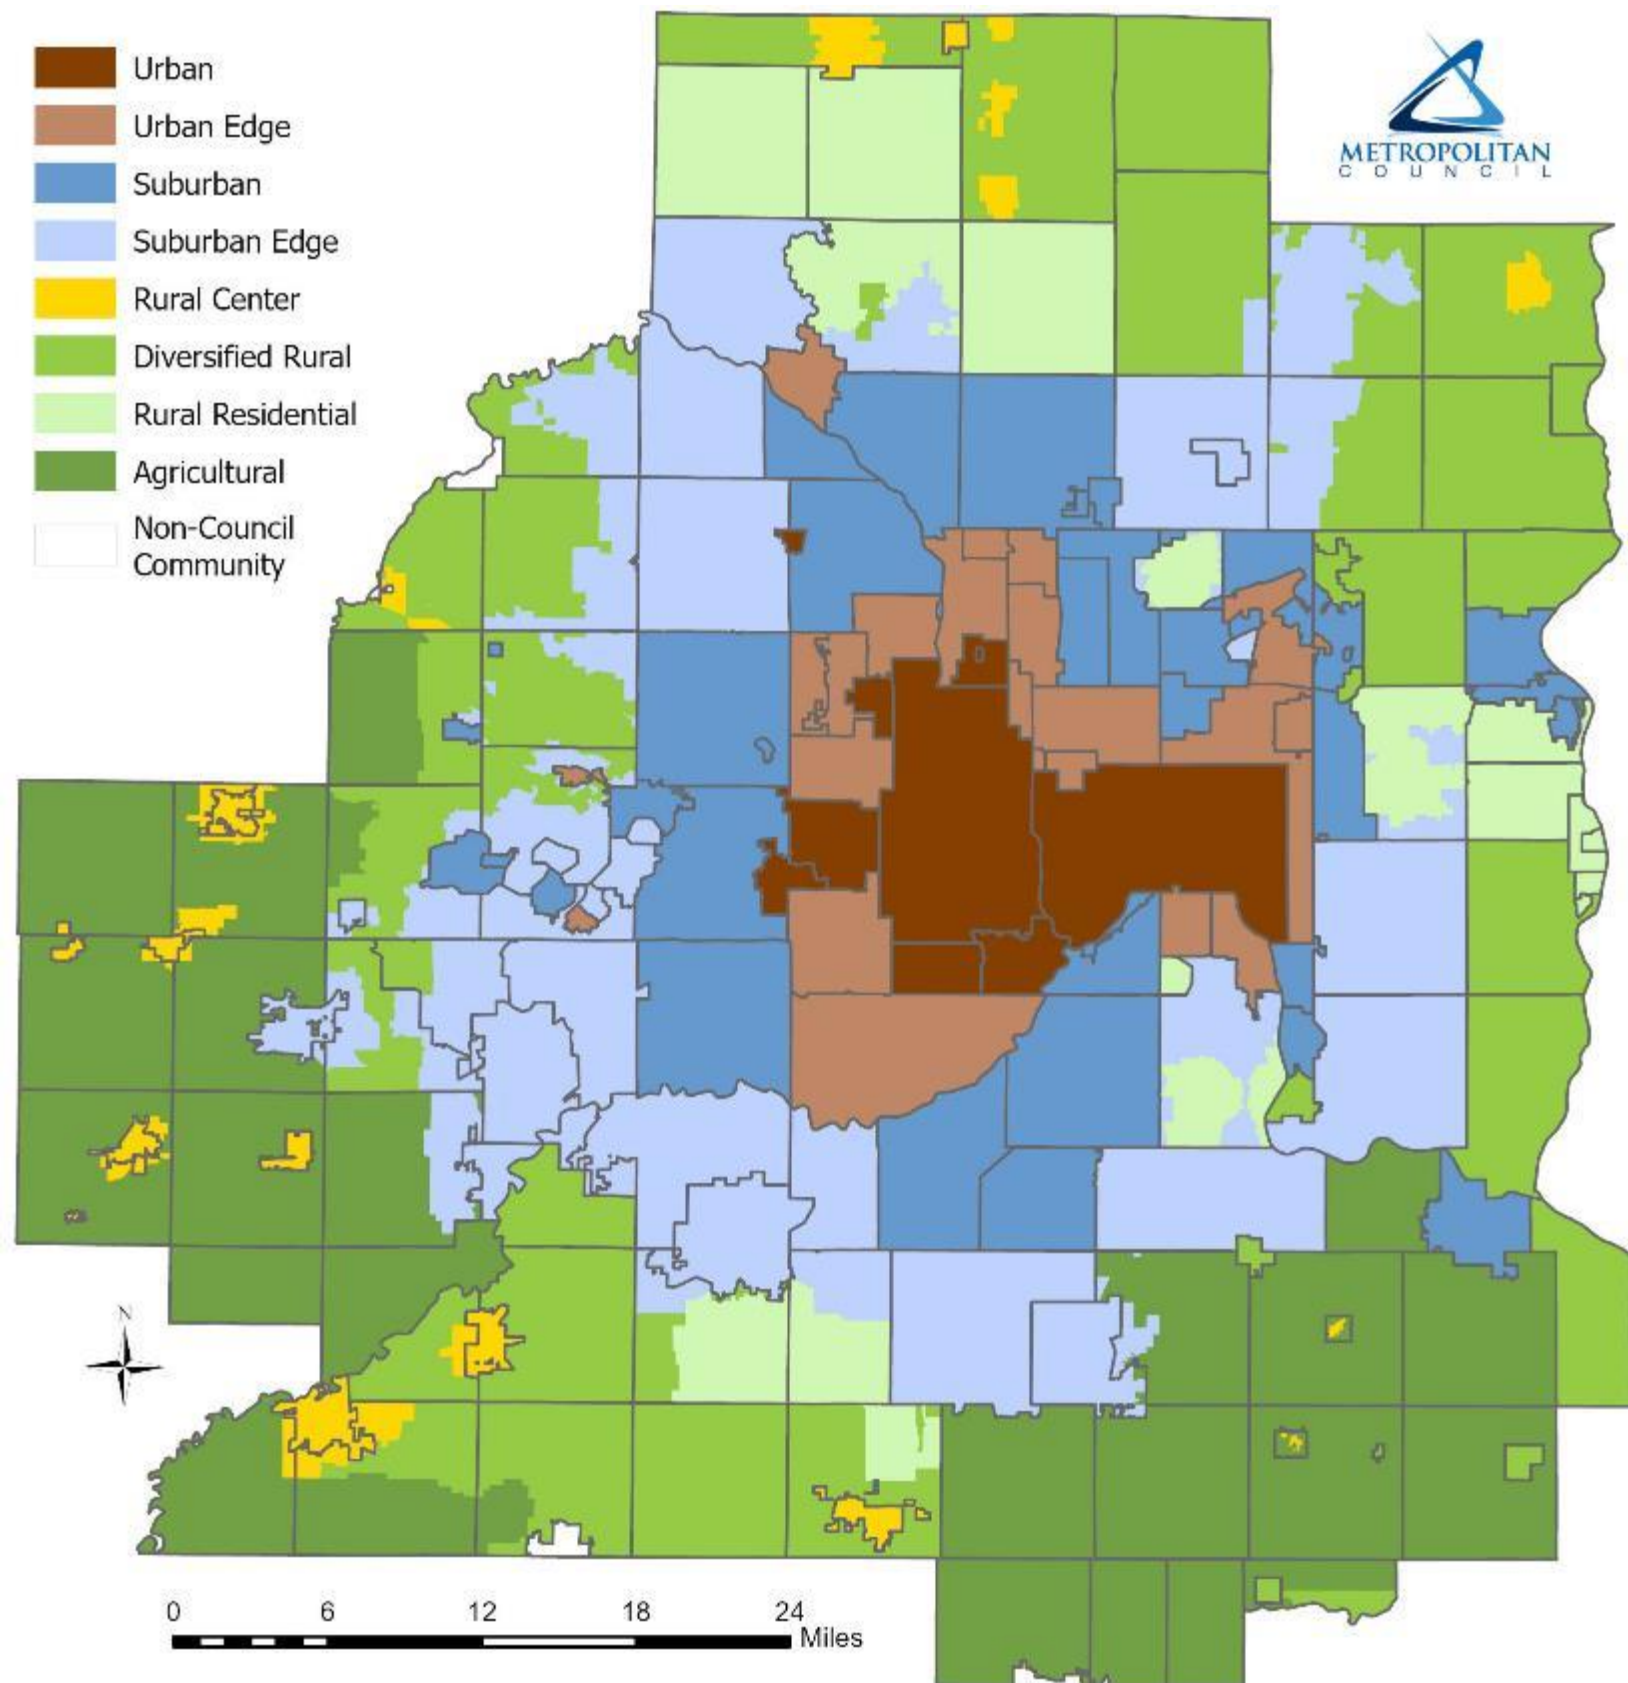 Urban
Urban Edge
Suburban
Suburban Edge
Rural Center
Diversified Rural
Rural Residential
Agricultural
Non-Council
Community
METROPOLITAN
COUNCIL
N
0 6 12 18 24
Miles